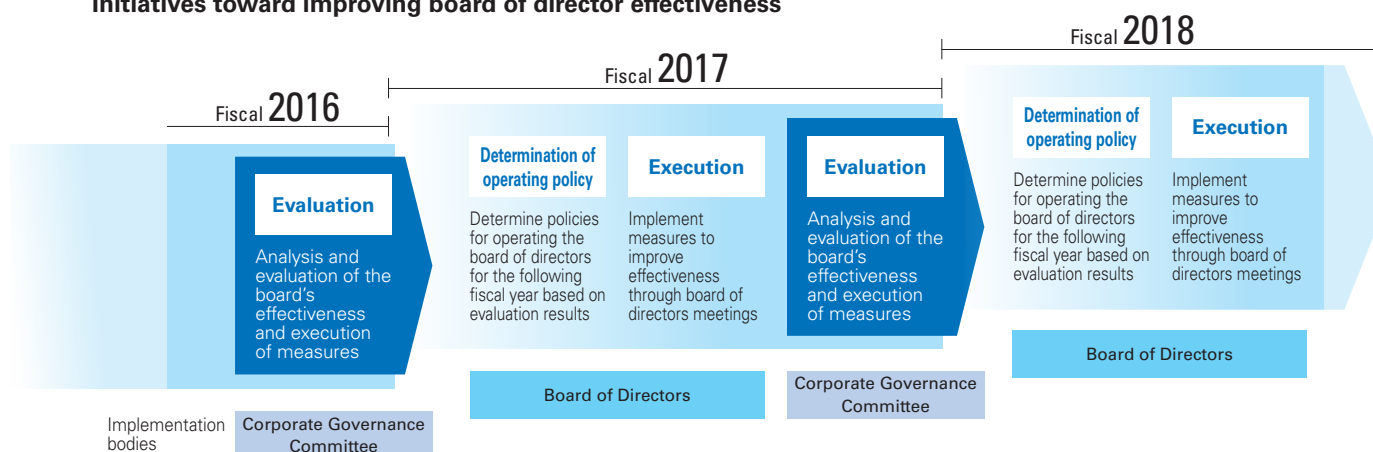 Initiatives toward improving board of director effectiveness
Fiscal 2016
Evaluation
Analysis and
evaluation of the
board's
effectiveness
and execution
of measures
Implementation
bodies
Corporate Governance
Committee
Fiscal 2017
Determination of
operating policy
Determine policies
for operating the
board of directors
for the following
fiscal year based on
evaluation results
Execution
Implement
measures to
improve
effectiveness
through board of
directors meetings
Board of Directors
Evaluation
Analysis and
evaluation of the
board's
effectiveness
and execution
of measures
Corporate Governance
Committee
Fiscal 2018
Determination of
operating policy
Determine policies
for operating the
board of directors
for the following
fiscal year based on
evaluation results
Execution
Implement
measures to
improve
effectiveness
through board of
directors meetings
Board of Directors